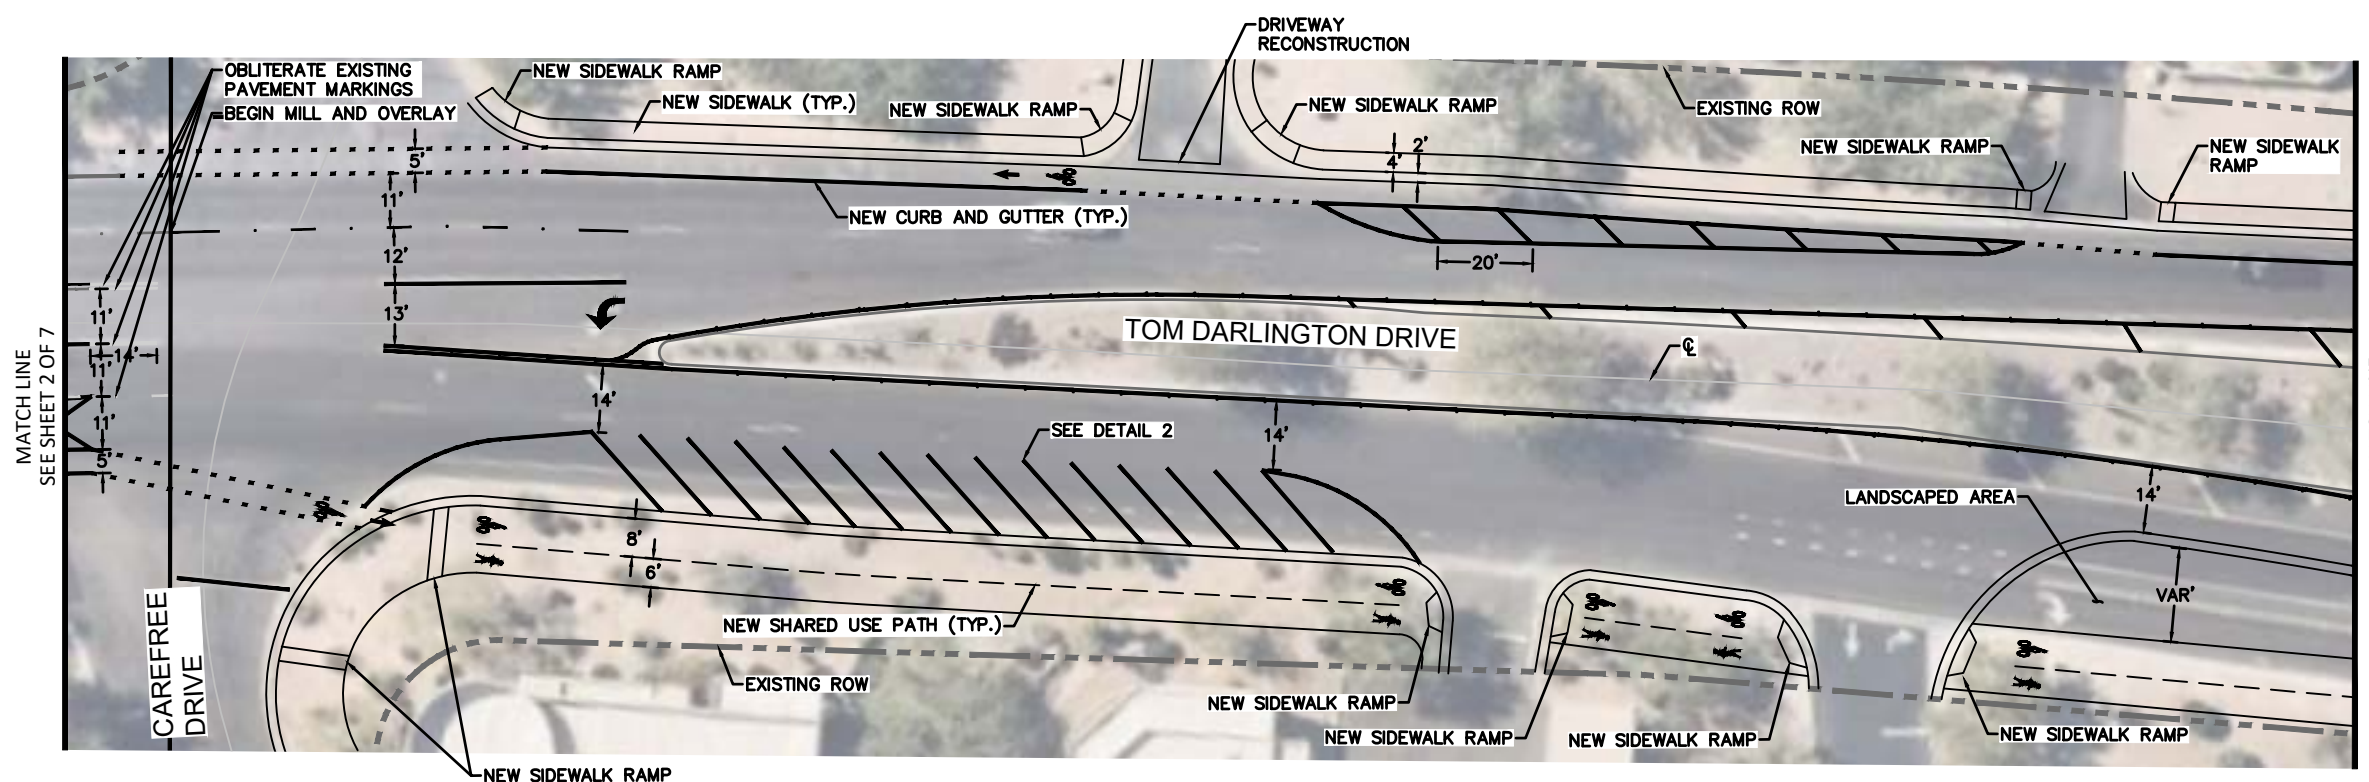 DRIVEWAY
RECONSTRUCTION
OBLITERATE EXISTING
PAVEMENT MARKINGS
BEGIN MILL AND OVERLAY
NEW SIDEWALK RAMP
NEW SIDEWALK (TYP.)
NEW SIDEWALK RAMP
NEW SIDEWALK RAMP
EXISTING ROW
NEW SIDEWALK RAMP
NEW SIDEWALK
RAMP
5'
2'
4'
11'
NEW CURB AND GUTTER (TYP.)
12'
20'
13'
11'
TOM DARLINGTON DRIVE
℄
MATCH LINE
SEE SHEET 2 OF 7
14'
11'
11'
5'
14'
SEE DETAIL 2
14'
LANDSCAPED AREA
14'
8'
6'
VAR'
NEW SHARED USE PATH (TYP.)
CAREFREE
DRIVE
EXISTING ROW
NEW SIDEWALK RAMP
NEW SIDEWALK RAMP
NEW SIDEWALK RAMP
NEW SIDEWALK RAMP
NEW SIDEWALK RAMP